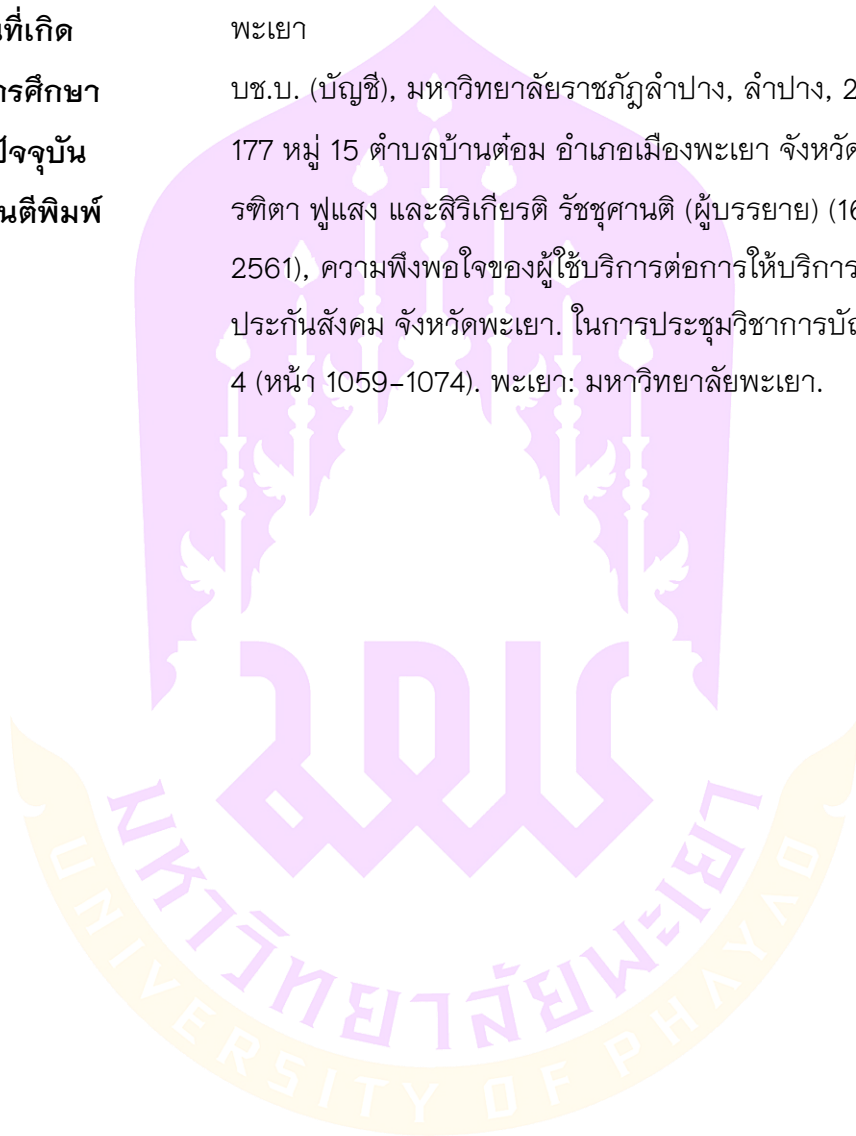 นที่เกิด พะเยา
ารศึกษา บช.บ. (บัญชี), มหาวิทยาลัยราชภัฏลำปาง, ลำปาง, 2
ปัจจุบัน 177 หมู่ 15 ตำบลบ้านต๋อม อำเภอเมืองพะเยา จังหวัด
นตีพิมพ์ รฑิตา ฟูแสง และสิริเกียรติ รัชชุศานติ (ผู้บรรยาย) (16
2561), ความพึงพอใจของผู้ใช้บริการต่อการให้บริการ
ประกันสังคม จังหวัดพะเยา. ในการประชุมวิชาการบัณ
4 (หน้า 1059-1074). พะเยา: มหาวิทยาลัยพะเยา.
มหาวิทยาลัยพะเยา
UNIVERSITY OF PHAYAO